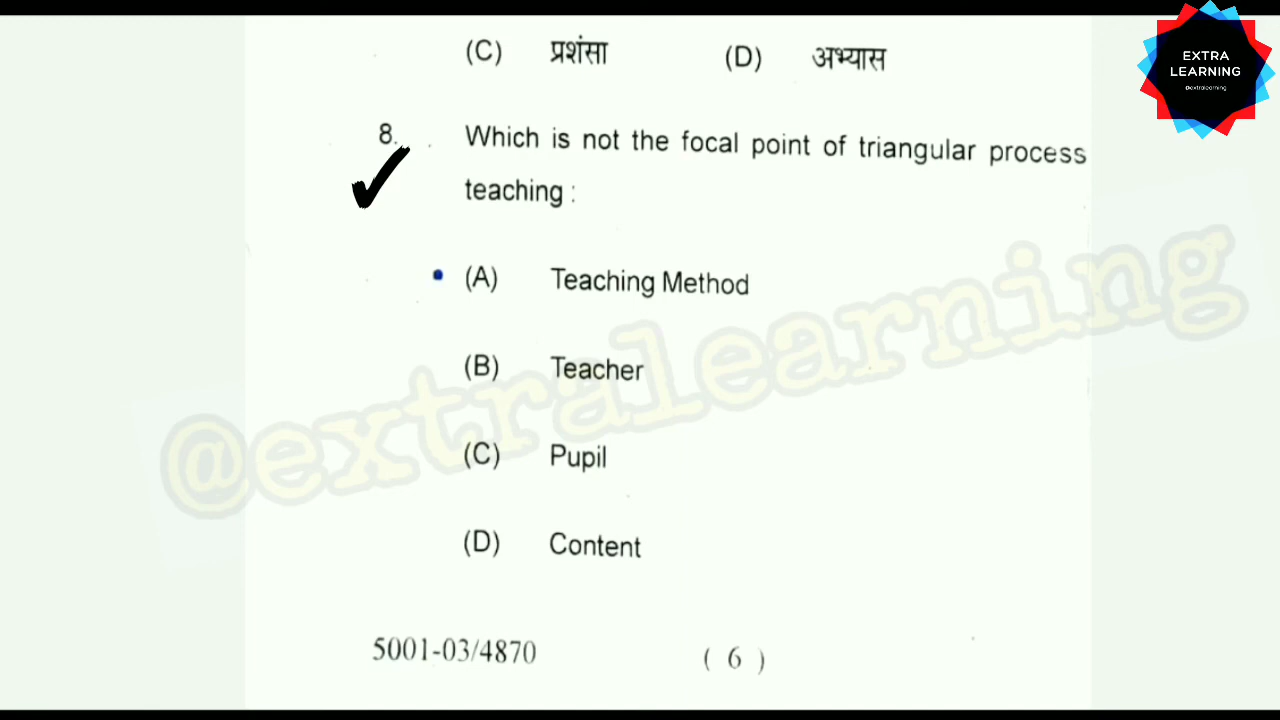 EXTRA
LEARNING
@extralearning
(C) प्रशंसा (D) अभ्यास
8. Which is not the focal point of triangular process
teaching :
(A) Teaching Method
(B) Teacher
(C) Pupil
(D) Content
@extralearning
5001-03/4870 ( 6 )